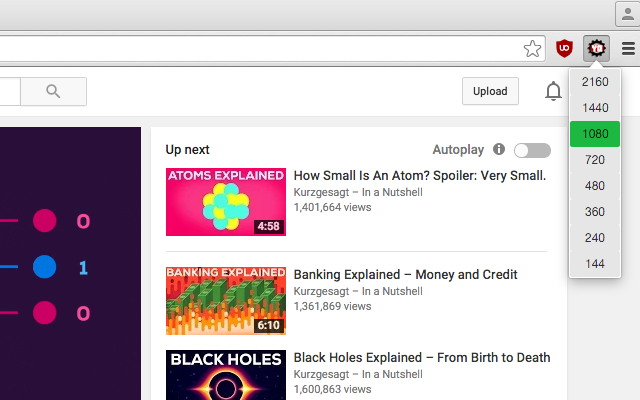 UO
2160
1440
1080
720
480
360
240
144
Upload
Up next
Autoplay
0
1
0
ATOMS EXPLAINED
4:58
How Small Is An Atom? Spoiler: Very Small.
Kurzgesagt – In a Nutshell
1,401,664 views
BANKING EXPLAINED
6:10
Banking Explained – Money and Credit
Kurzgesagt – In a Nutshell
1,361,869 views
BLACK HOLES
Black Holes Explained – From Birth to Death
Kurzgesagt – In a Nutshell
1,600,863 views